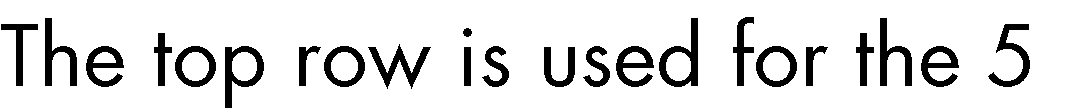 The top row is used for the 5